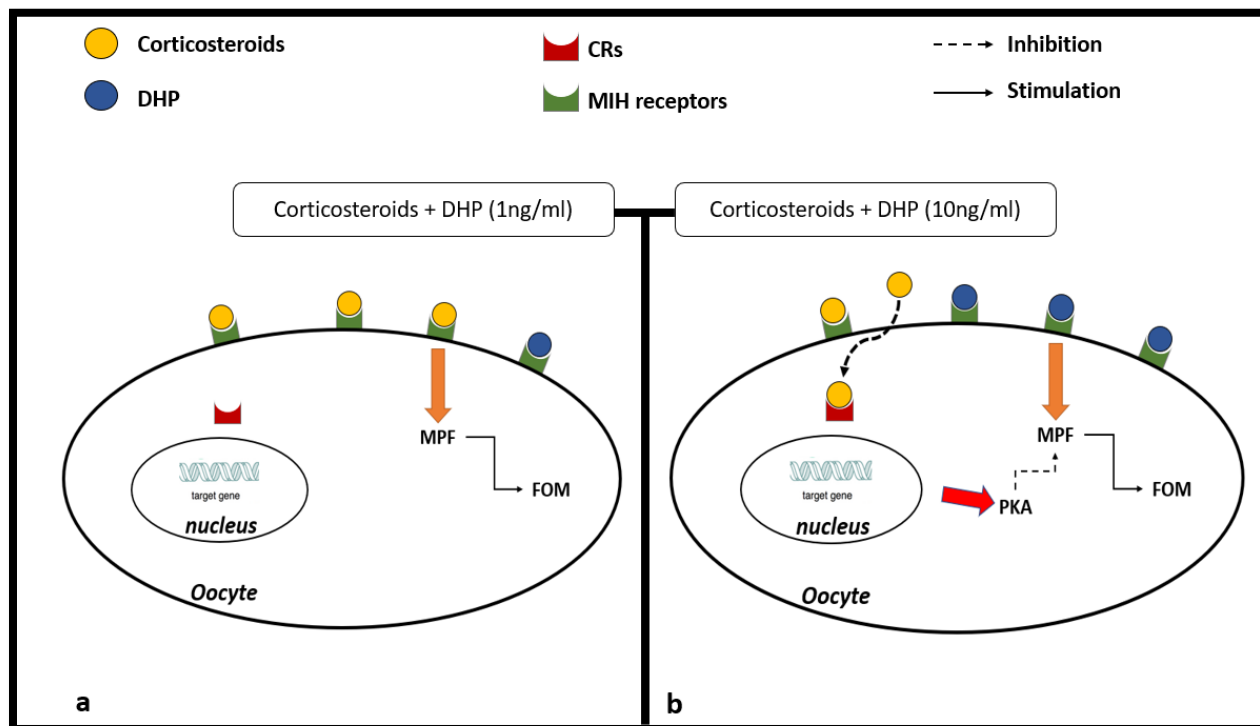 Corticosteroids
CRs
Inhibition
DHP
MIH receptors
Stimulation
Corticosteroids + DHP (1ng/ml)
Corticosteroids + DHP (10ng/ml)
MPF
FOM
target gene
nucleus
Oocyte
a
MPF
FOM
PKA
target gene
nucleus
Oocyte
b